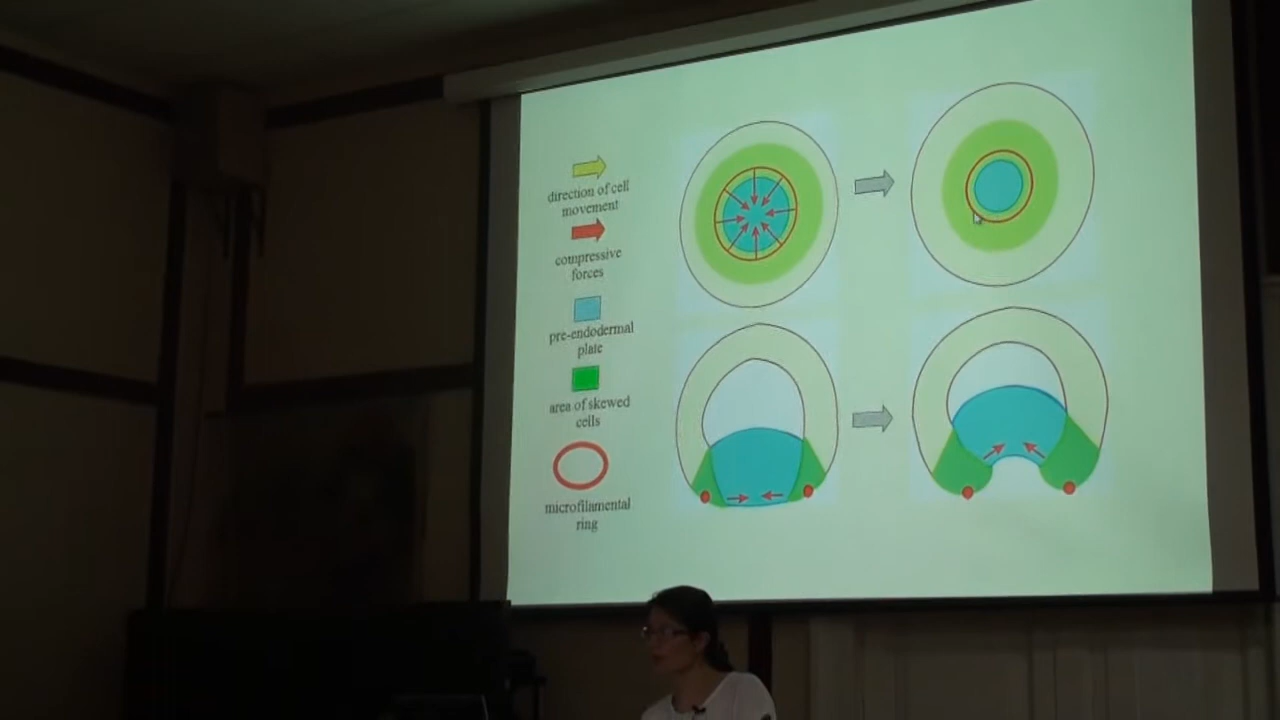 direction of cell
movement
compressive
forces
pre-endodermal
plate
area of skewed
cells
microfilamental
ring